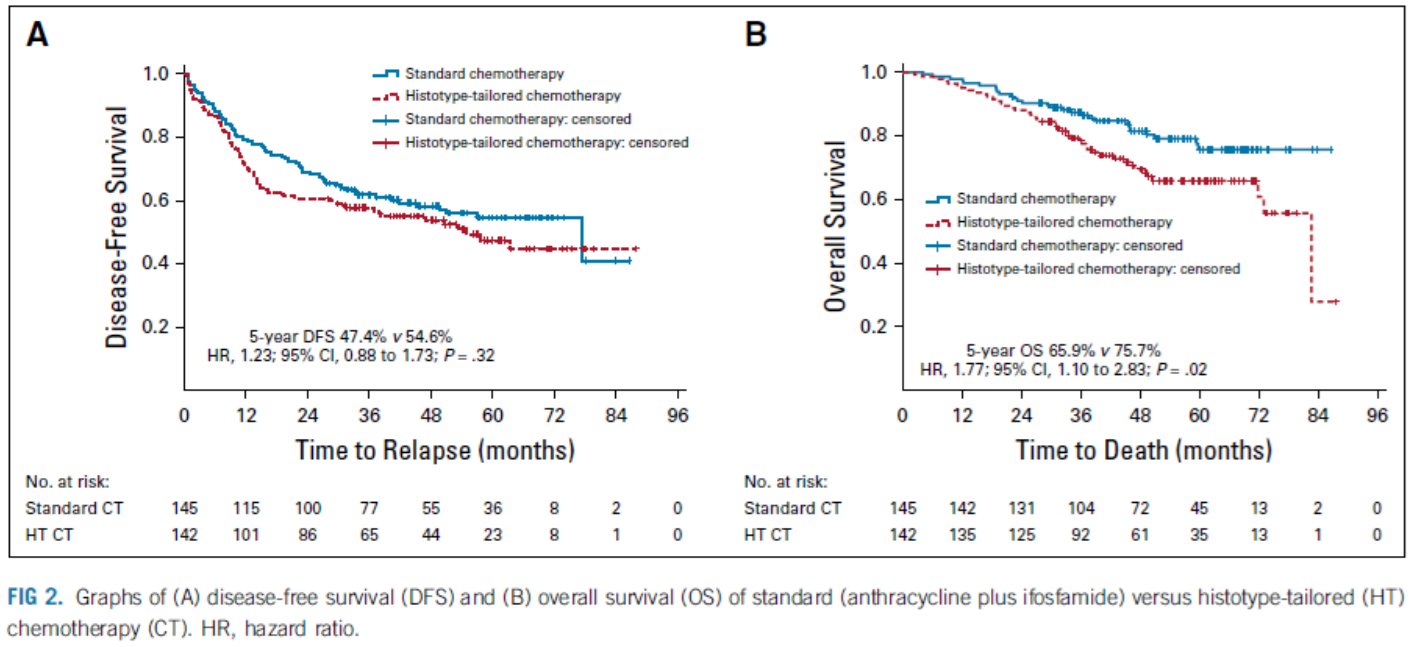 A
1.0
0.8
0.6
0.4
0.2
Disease-Free Survival
Standard chemotherapy
Histotype-tailored chemotherapy
Standard chemotherapy: censored
Histotype-tailored chemotherapy: censored
5-year DFS 47.4% v 54.6%
HR, 1.23; 95% CI, 0.88 to 1.73; P = .32
0 12 24 36 48 60 72 84 96
Time to Relapse (months)
No. at risk:
Standard CT 145 115 100 77 55 36 8 2 0
HT CT 142 101 86 65 44 23 8 1 0
B
1.0
0.8
0.6
0.4
0.2
Overall Survival
Standard chemotherapy
Histotype-tailored chemotherapy
Standard chemotherapy: censored
Histotype-tailored chemotherapy: censored
5-year OS 65.9% v 75.7%
HR, 1.77; 95% CI, 1.10 to 2.83; P = .02
0 12 24 36 48 60 72 84 96
Time to Death (months)
No. at risk:
Standard CT 145 142 131 104 72 45 13 2 0
HT CT 142 135 125 92 61 35 13 1 0
FIG 2. Graphs of (A) disease-free survival (DFS) and (B) overall survival (OS) of standard (anthracycline plus ifosfamide) versus histotype-tailored (HT)
chemotherapy (CT). HR, hazard ratio.